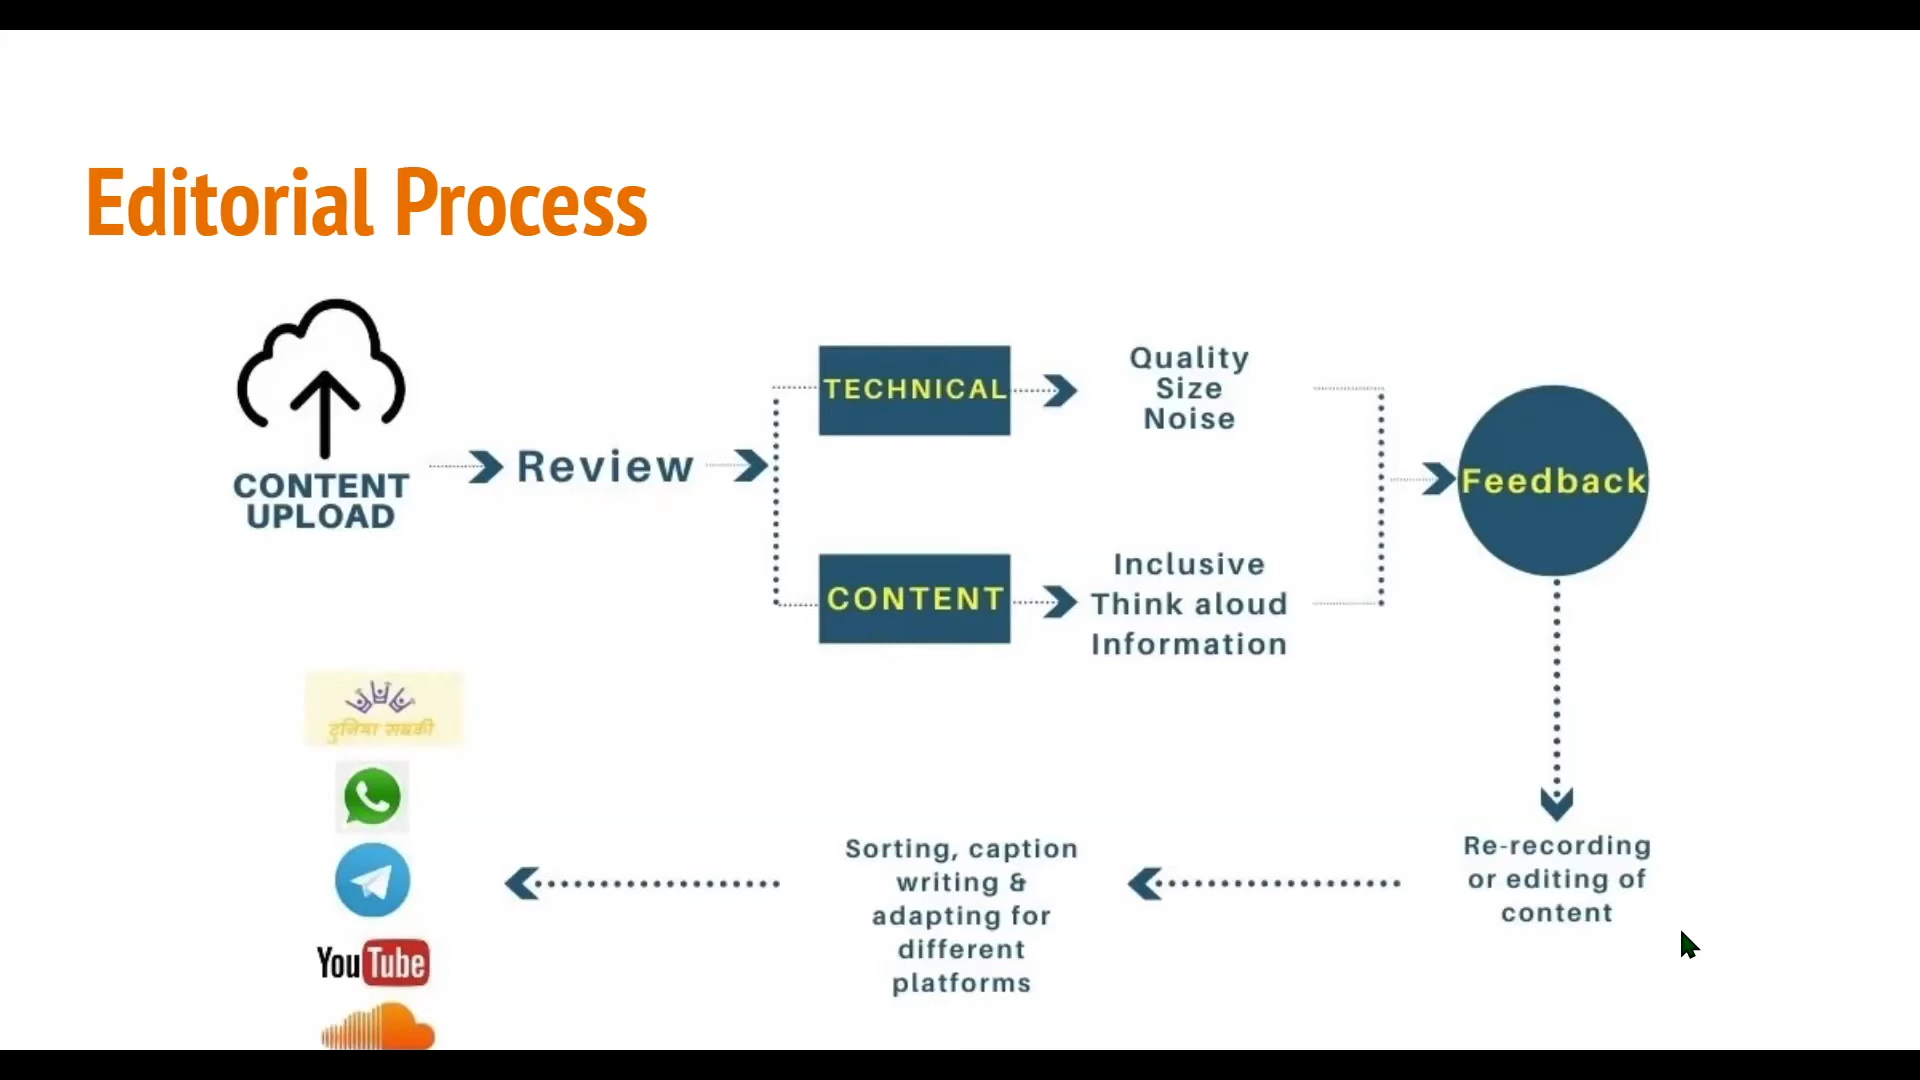 Editorial Process
CONTENT
UPLOAD
Review
TECHNICAL
Quality
Size
Noise
CONTENT
Inclusive
Think aloud
Information
Feedback
Re-recording
or editing of
content
Sorting, caption
writing &
adapting for
different
platforms
दुनिया सबकी
YouTube